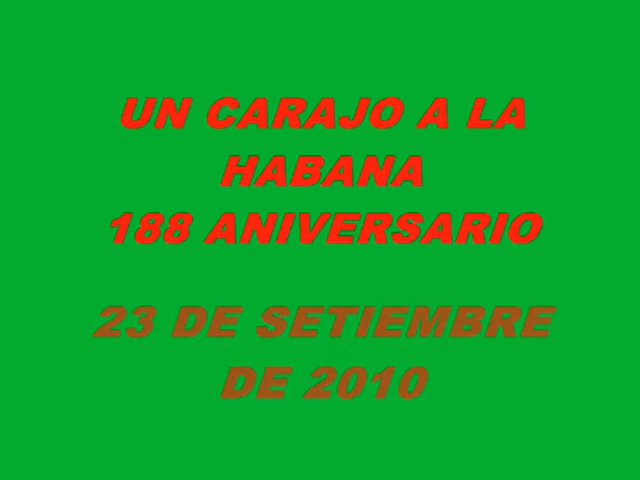 UN CARAJO A LA
HABANA
188 ANIVERSARIO
23 DE SETIEMBRE
DE 2010